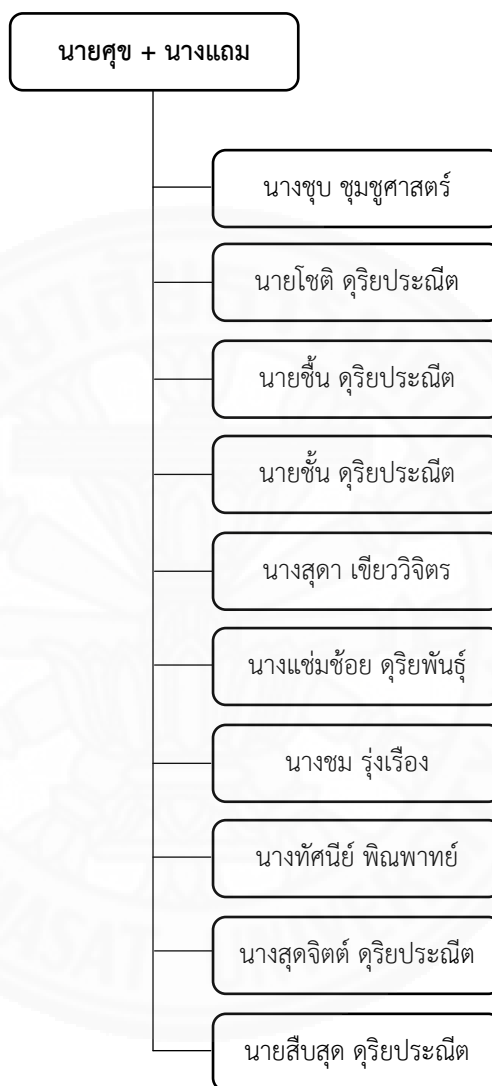 นายศุข + นางแถม
นางชุบ ชุมชูศาสตร์
นายโชติ ดุริยประณีต
นายชื้น ดุริยประณีต
นายชั้น ดุริยประณีต
นางสุดา เขียววิจิตร
นางแช่มช้อย ดุริยพันธุ์
นางชม รุ่งเรือง
นางทัศนีย์ พิณพาทย์
นางสุดจิตต์ ดุริยประณีต
นายสืบสุด ดุริยประณีต